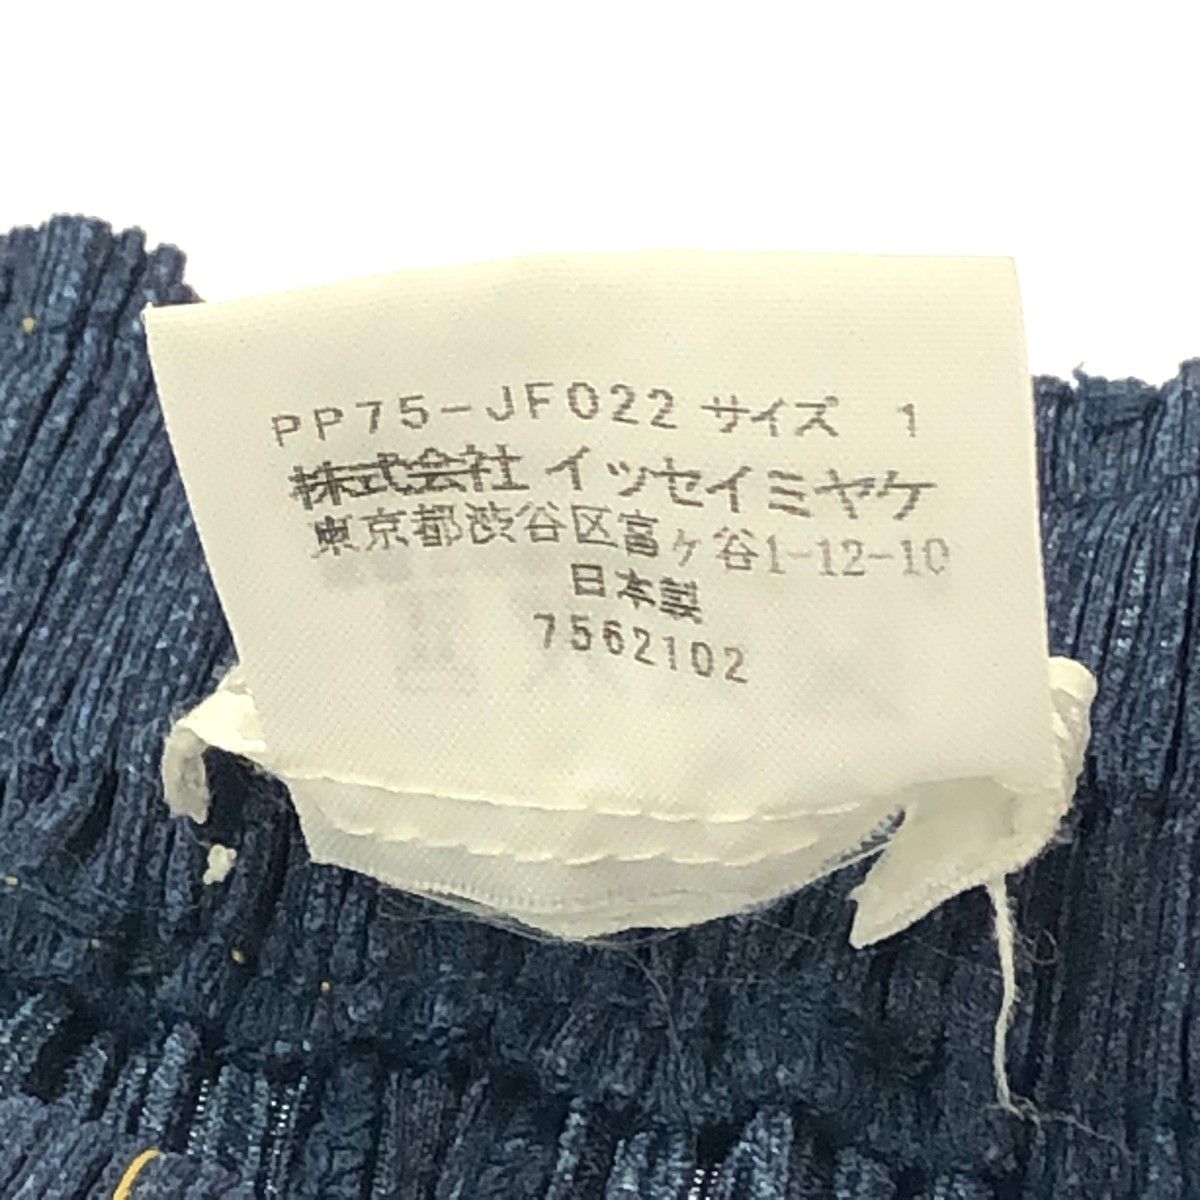 PP75-JF022 サイズ 1
株式会社 イッセイミヤケ
東京都渋谷区富ヶ谷1-12-10
日本製
7562102